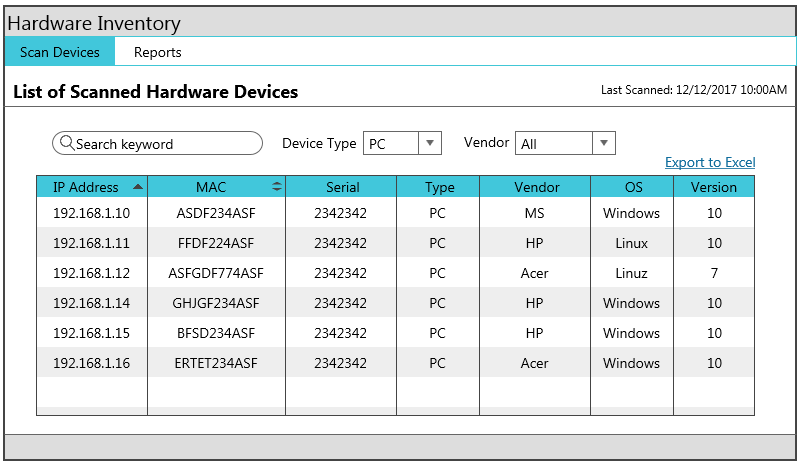 Hardware Inventory
Scan Devices Reports
List of Scanned Hardware Devices Last Scanned: 12/12/2017 10:00AM
Search keyword Device Type PC Vendor All
Export to Excel
IP Address MAC Serial Type Vendor OS Version
192.168.1.10 ASDF234ASF 2342342 PC MS Windows 10
192.168.1.11 FFDF224ASF 2342342 PC HP Linux 10
192.168.1.12 ASFGDF774ASF 2342342 PC Acer Linuz 7
192.168.1.14 GHJGF234ASF 2342342 PC HP Windows 10
192.168.1.15 BFSD234ASF 2342342 PC HP Windows 10
192.168.1.16 ERTET234ASF 2342342 PC Acer Windows 10